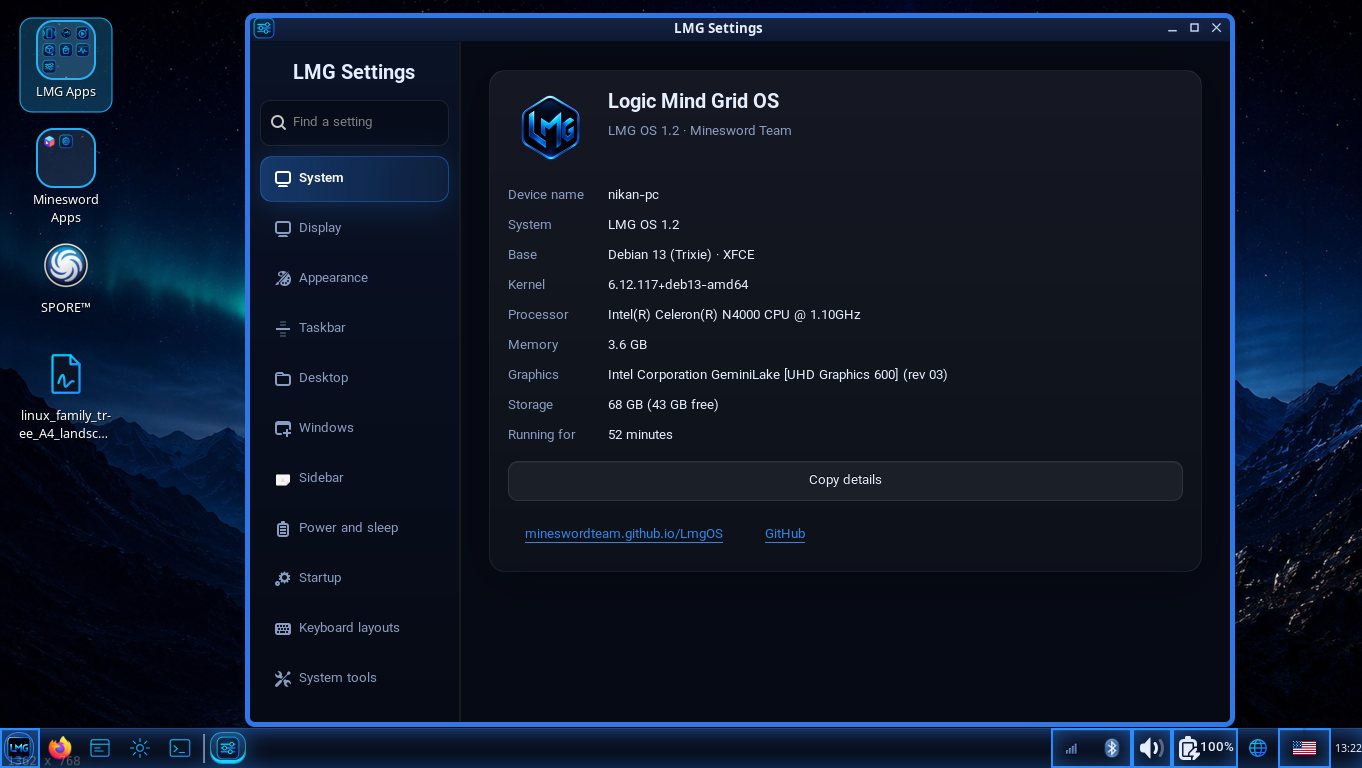 LMG Settings
LMG Apps
Minesword
Apps
SPORE™
linux_family_tr-
ee_A4_landsc...
LMG Settings
Find a setting
System
Display
Appearance
Taskbar
Desktop
Windows
Sidebar
Power and sleep
Startup
Keyboard layouts
System tools
LMG
Logic Mind Grid OS
LMG OS 1.2 · Minesword Team
Device name nikan-pc
System LMG OS 1.2
Base Debian 13 (Trixie) · XFCE
Kernel 6.12.117+deb13-amd64
Processor Intel(R) Celeron(R) N4000 CPU @ 1.10GHz
Memory 3.6 GB
Graphics Intel Corporation GeminiLake [UHD Graphics 600] (rev 03)
Storage 68 GB (43 GB free)
Running for 52 minutes
Copy details
mineswordteam.github.io/LmgOS GitHub
LMG
1362 x 768
100%
13:22